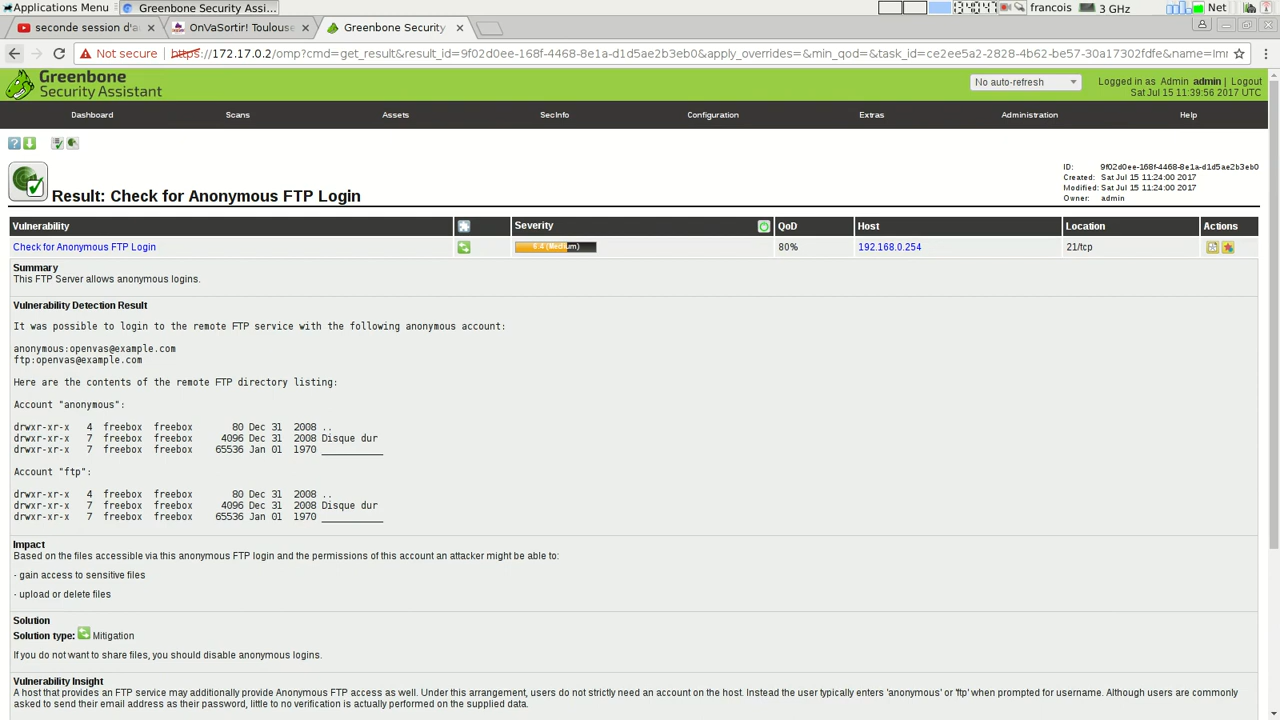 Applications Menu
Greenbone Security Assi...
14:40:47
francois
3 GHz
Net
seconde session d'a
OnVaSortir! Toulouse
Greenbone Security
Not secure
https://172.17.0.2/omp?cmd=get_result&result_id=9f02d0ee-168f-4468-8e1a-d1d5ae2b3eb0&apply_overrides=&min_qod=&task_id=ce2ee5a2-2828-4b62-be57-30a17302fdfe&name=Imr
Greenbone
Security Assistant
No auto-refresh
Logged in as Admin admin | Logout
Sat Jul 15 11:39:56 2017 UTC
Dashboard
Scans
Assets
SecInfo
Configuration
Extras
Administration
Help
Result: Check for Anonymous FTP Login
ID: 9f02d0ee-168f-4468-8e1a-d1d5ae2b3eb0
Created: Sat Jul 15 11:24:00 2017
Modified: Sat Jul 15 11:24:00 2017
Owner: admin
Vulnerability
Severity
QoD
Host
Location
Actions
Check for Anonymous FTP Login
6.4 (Medium)
80%
192.168.0.254
21/tcp
Summary
This FTP Server allows anonymous logins.
Vulnerability Detection Result
It was possible to login to the remote FTP service with the following anonymous account:
anonymous:openvas@example.com
ftp:openvas@example.com
Here are the contents of the remote FTP directory listing:
Account "anonymous":
drwxr-xr-x 4 freebox freebox 80 Dec 31 2008 ..
drwxr-xr-x 7 freebox freebox 4096 Dec 31 2008 Disque dur
drwxr-xr-x 7 freebox freebox 65536 Jan 01 1970 ___________
Account "ftp":
drwxr-xr-x 4 freebox freebox 80 Dec 31 2008 ..
drwxr-xr-x 7 freebox freebox 4096 Dec 31 2008 Disque dur
drwxr-xr-x 7 freebox freebox 65536 Jan 01 1970 ___________
Impact
Based on the files accessible via this anonymous FTP login and the permissions of this account an attacker might be able to:
- gain access to sensitive files
- upload or delete files
Solution
Solution type: Mitigation
If you do not want to share files, you should disable anonymous logins.
Vulnerability Insight
A host that provides an FTP service may additionally provide Anonymous FTP access as well. Under this arrangement, users do not strictly need an account on the host. Instead the user typically enters 'anonymous' or 'ftp' when prompted for username. Although users are commonly
asked to send their email address as their password, little to no verification is actually performed on the supplied data.